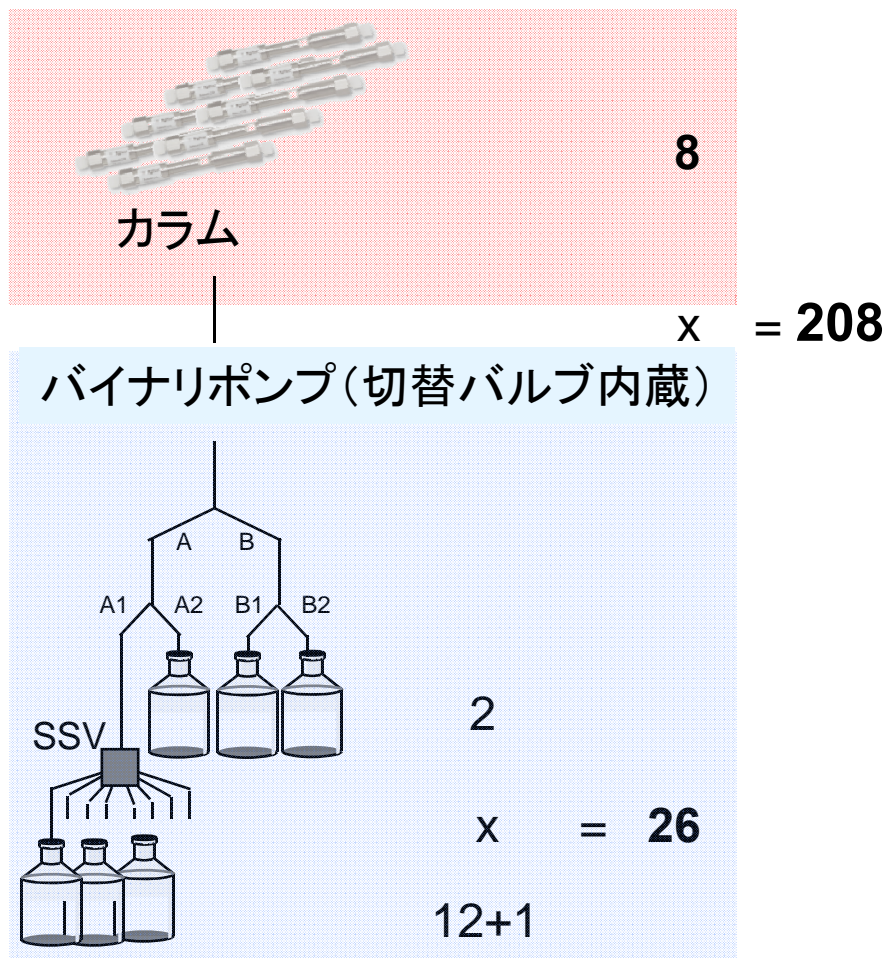 8
カラム
x = 208
バイナリポンプ（切替バルブ内蔵）
A B
A1 A2 B1 B2
2
SSV
x = 26
12+1